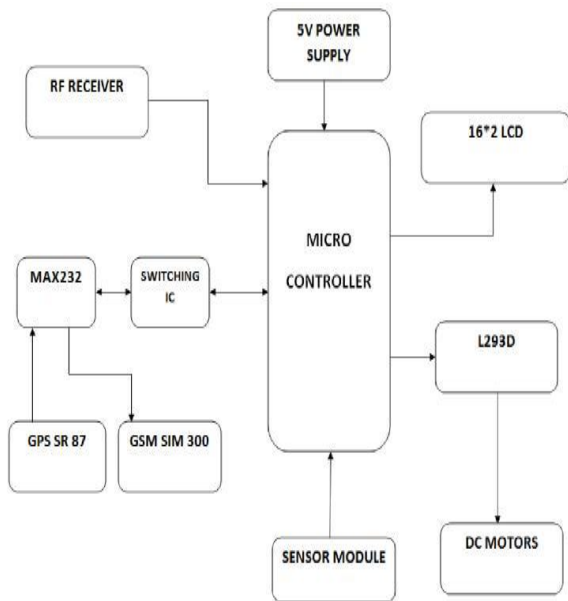 5V POWER
SUPPLY
RF RECEIVER
16*2 LCD
MICRO
CONTROLLER
MAX232
SWITCHING
IC
L293D
GPS SR 87
GSM SIM 300
SENSOR MODULE
DC MOTORS